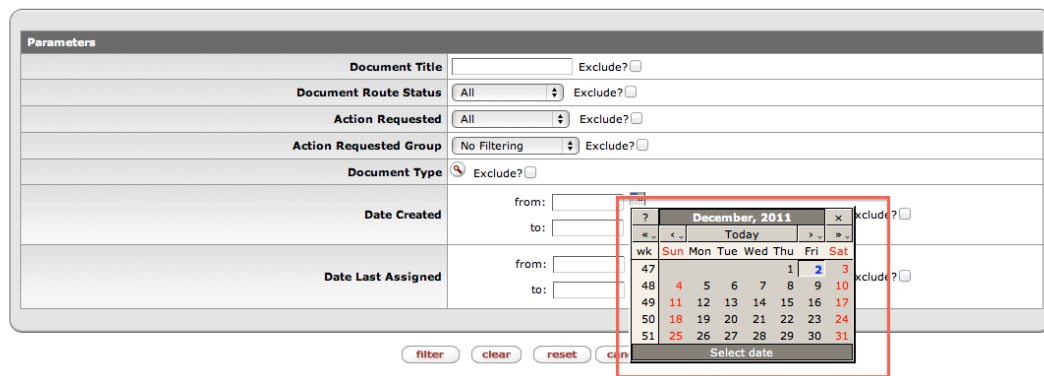 Parameters
Document Title Exclude?
Document Route Status All Exclude?
Action Requested All Exclude?
Action Requested Group No Filtering Exclude?
Document Type Exclude?
Date Created from: to: xclude?
Date Last Assigned from: to: xclude?
? December, 2011 ×
« ‹ Today › »
wk Sun Mon Tue Wed Thu Fri Sat
47 1 2 3
48 4 5 6 7 8 9 10
49 11 12 13 14 15 16 17
50 18 19 20 21 22 23 24
51 25 26 27 28 29 30 31
Select date
filter clear reset can